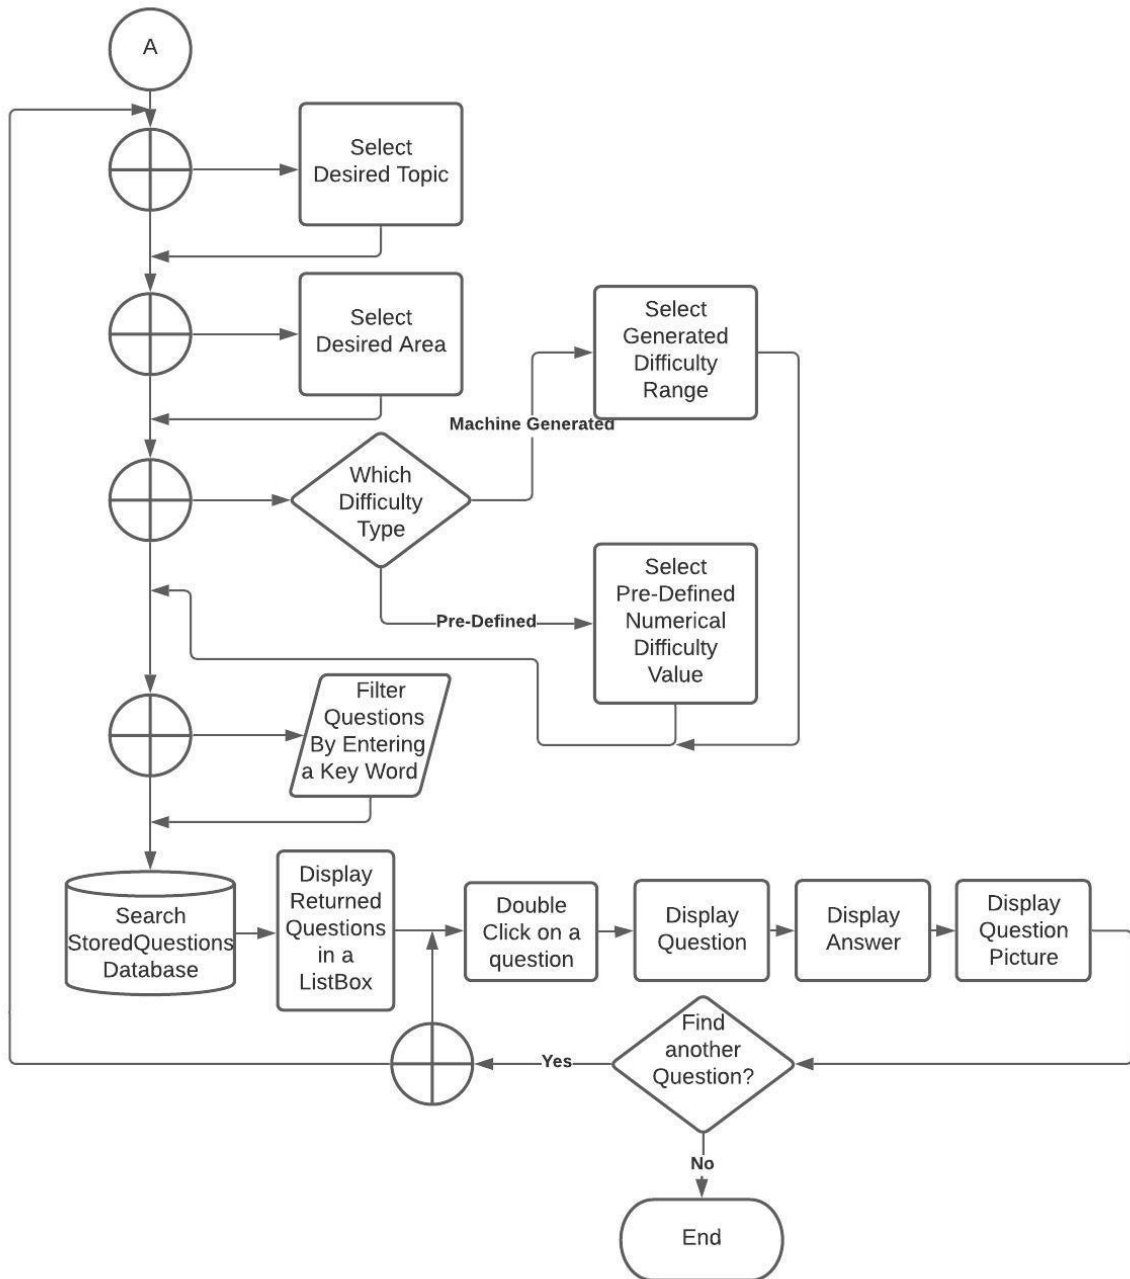 A
Select
Desired Topic
Select
Desired Area
Select
Generated
Difficulty
Range
Machine Generated
Which
Difficulty
Type
Pre-Defined
Select
Pre-Defined
Numerical
Difficulty
Value
Filter
Questions
By Entering
a Key Word
Search
StoredQuestions
Database
Display
Returned
Questions
in a
ListBox
Double
Click on a
question
Display
Question
Display
Answer
Display
Question
Picture
Find
another
Question?
Yes
No
End